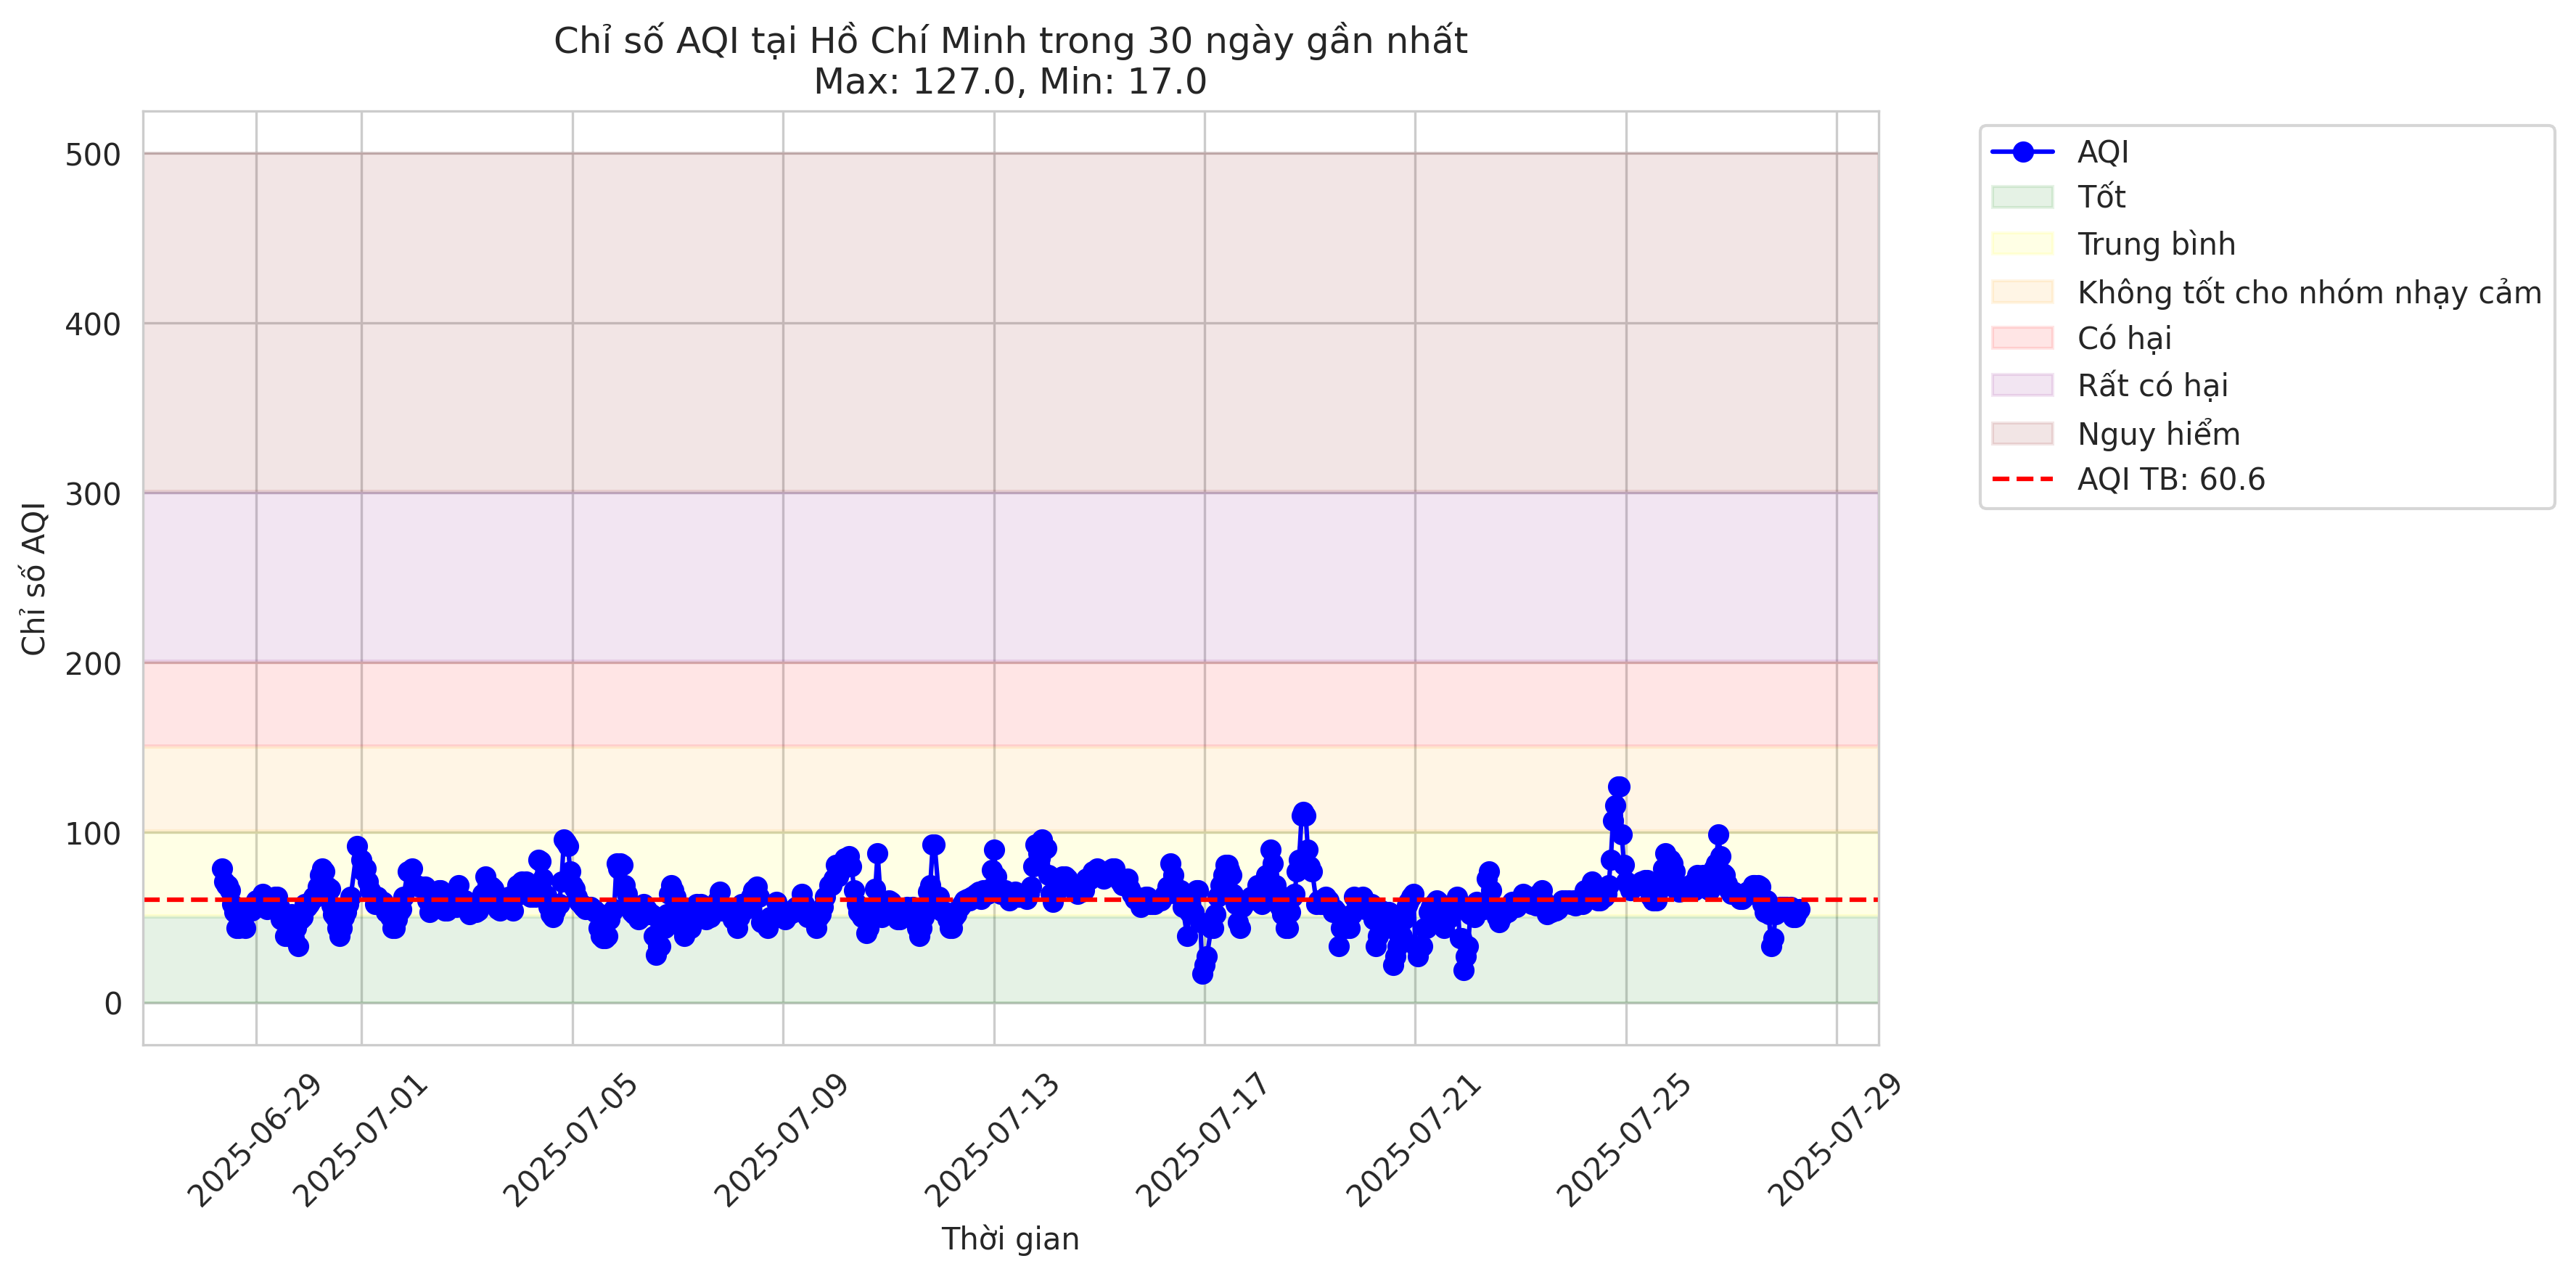 Chỉ số AQI tại Hồ Chí Minh trong 30 ngày gần nhất
Max: 127.0, Min: 17.0
Chỉ số AQI
500
400
300
200
100
0
2025-06-29
2025-07-01
2025-07-05
2025-07-09
2025-07-13
2025-07-17
2025-07-21
2025-07-25
2025-07-29
Thời gian
AQI
Tốt
Trung bình
Không tốt cho nhóm nhạy cảm
Có hại
Rất có hại
Nguy hiểm
AQI TB: 60.6